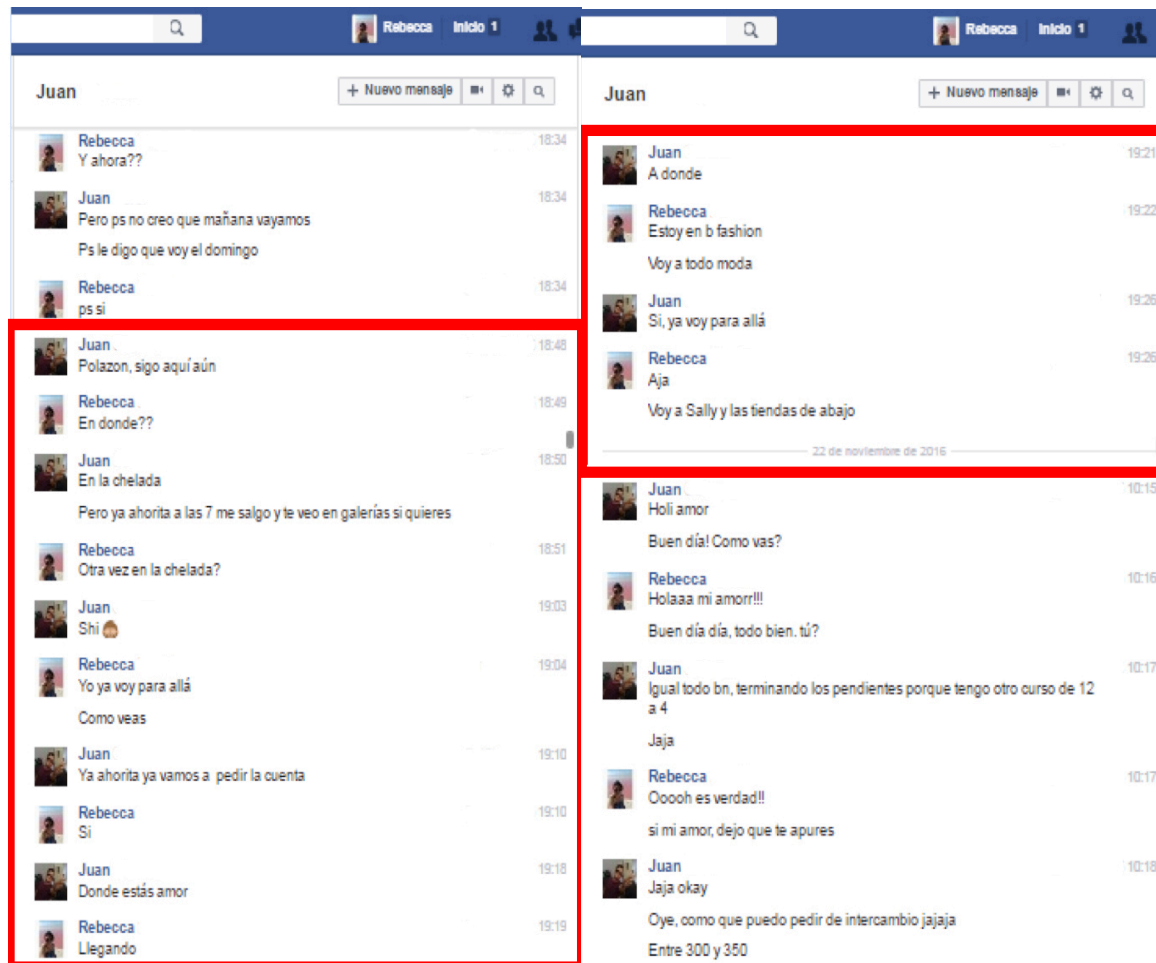 Rebecca Inicio 1
Juan
+ Nuevo mensaje
Rebecca 18:34
Y ahora??
Juan 18:34
Pero ps no creo que mañana vayamos
Ps le digo que voy el domingo
Rebecca 18:34
ps si
Juan 18:48
Polazon, sigo aquí aún
Rebecca 18:49
En donde??
Juan 18:50
En la chelada
Pero ya ahorita a las 7 me salgo y te veo en galerías si quieres
Rebecca 18:51
Otra vez en la chelada?
Juan 19:03
Shi
Rebecca 19:04
Yo ya voy para allá
Como veas
Juan 19:10
Ya ahorita ya vamos a pedir la cuenta
Rebecca 19:10
Si
Juan 19:18
Donde estás amor
Rebecca 19:19
Llegando
Rebecca Inicio 1
Juan
+ Nuevo mensaje
Juan 19:21
A donde
Rebecca 19:22
Estoy en b fashion
Voy a todo moda
Juan 19:26
Si, ya voy para allá
Rebecca 19:26
Aja
Voy a Sally y las tiendas de abajo
22 de noviembre de 2016
Juan 10:15
Holi amor
Buen día! Como vas?
Rebecca 10:16
Holaaa mi amorr!!!
Buen día día, todo bien. tú?
Juan 10:17
Igual todo bn, terminando los pendientes porque tengo otro curso de 12
a 4
Jaja
Rebecca 10:17
Ooooh es verdad!!
si mi amor, dejo que te apures
Juan 10:18
Jaja okay
Oye, como que puedo pedir de intercambio jajaja
Entre 300 y 350